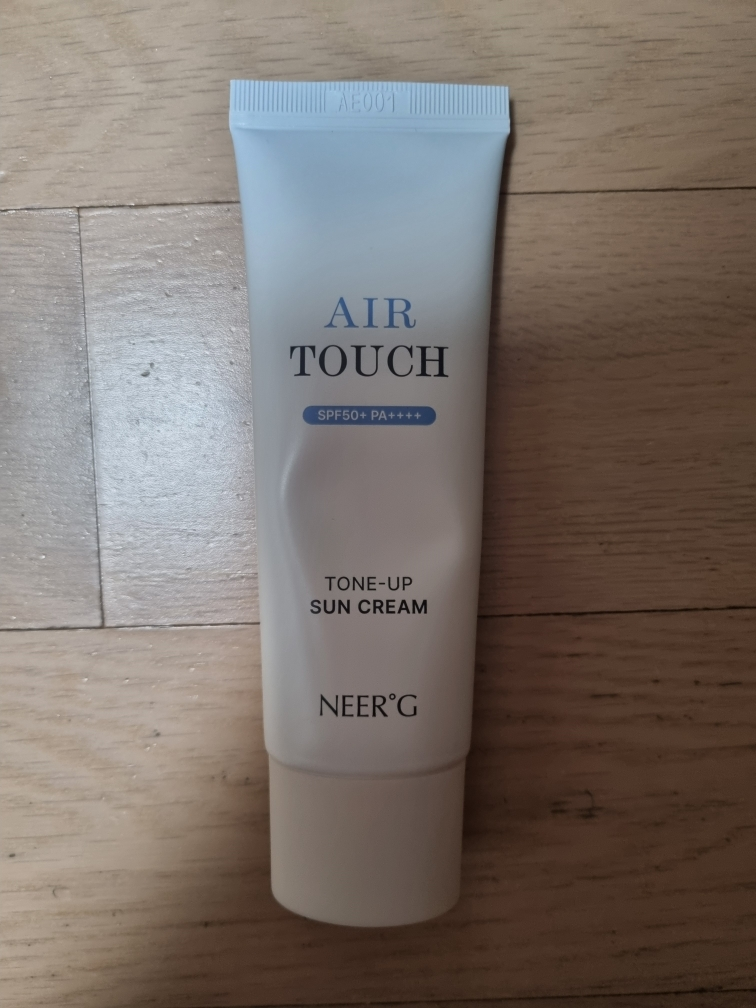 AE001
AIR
TOUCH
SPF50+ PA++++
TONE-UP
SUN CREAM
NEER°G